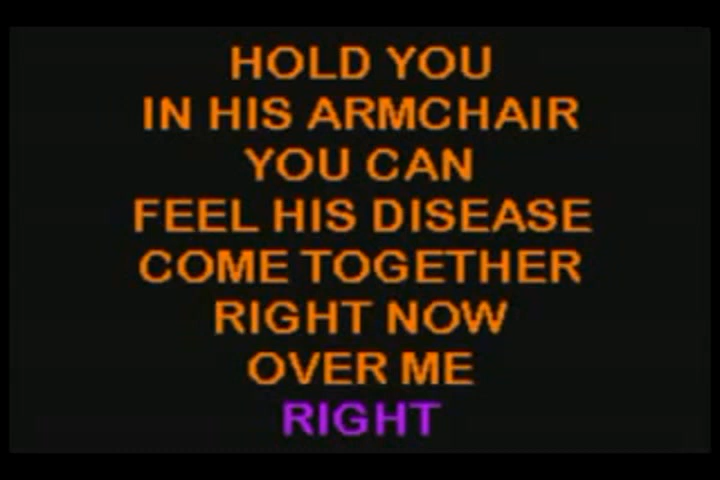 HOLD YOU
IN HIS ARMCHAIR
YOU CAN
FEEL HIS DISEASE
COME TOGETHER
RIGHT NOW
OVER ME
RIGHT